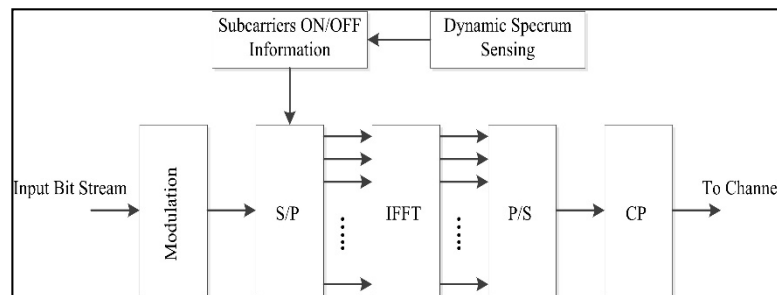 Subcarriers ON/OFF
Information
Dynamic Specrum
Sensing
Input Bit Stream
Modulation
S/P
IFFT
P/S
CP
To Channe